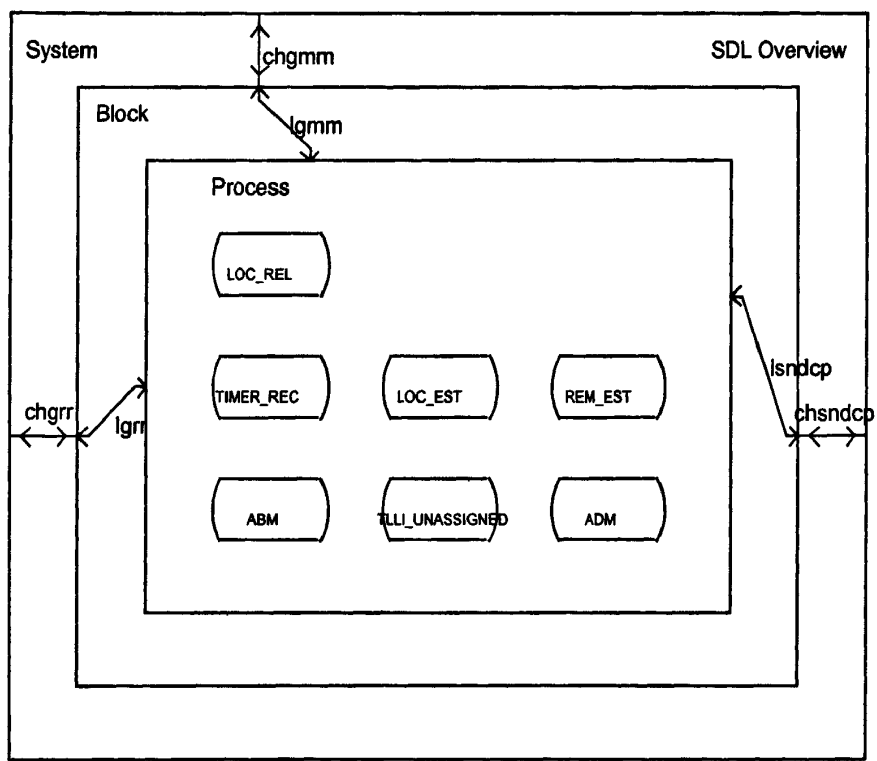 System
chgmm
SDL Overview
Block
lgmm
Process
LOC_REL
TIMER_REC
LOC_EST
REM_EST
lsndcp
chgrr
lgrr
chsndcp
ABM
TLLI_UNASSIGNED
ADM